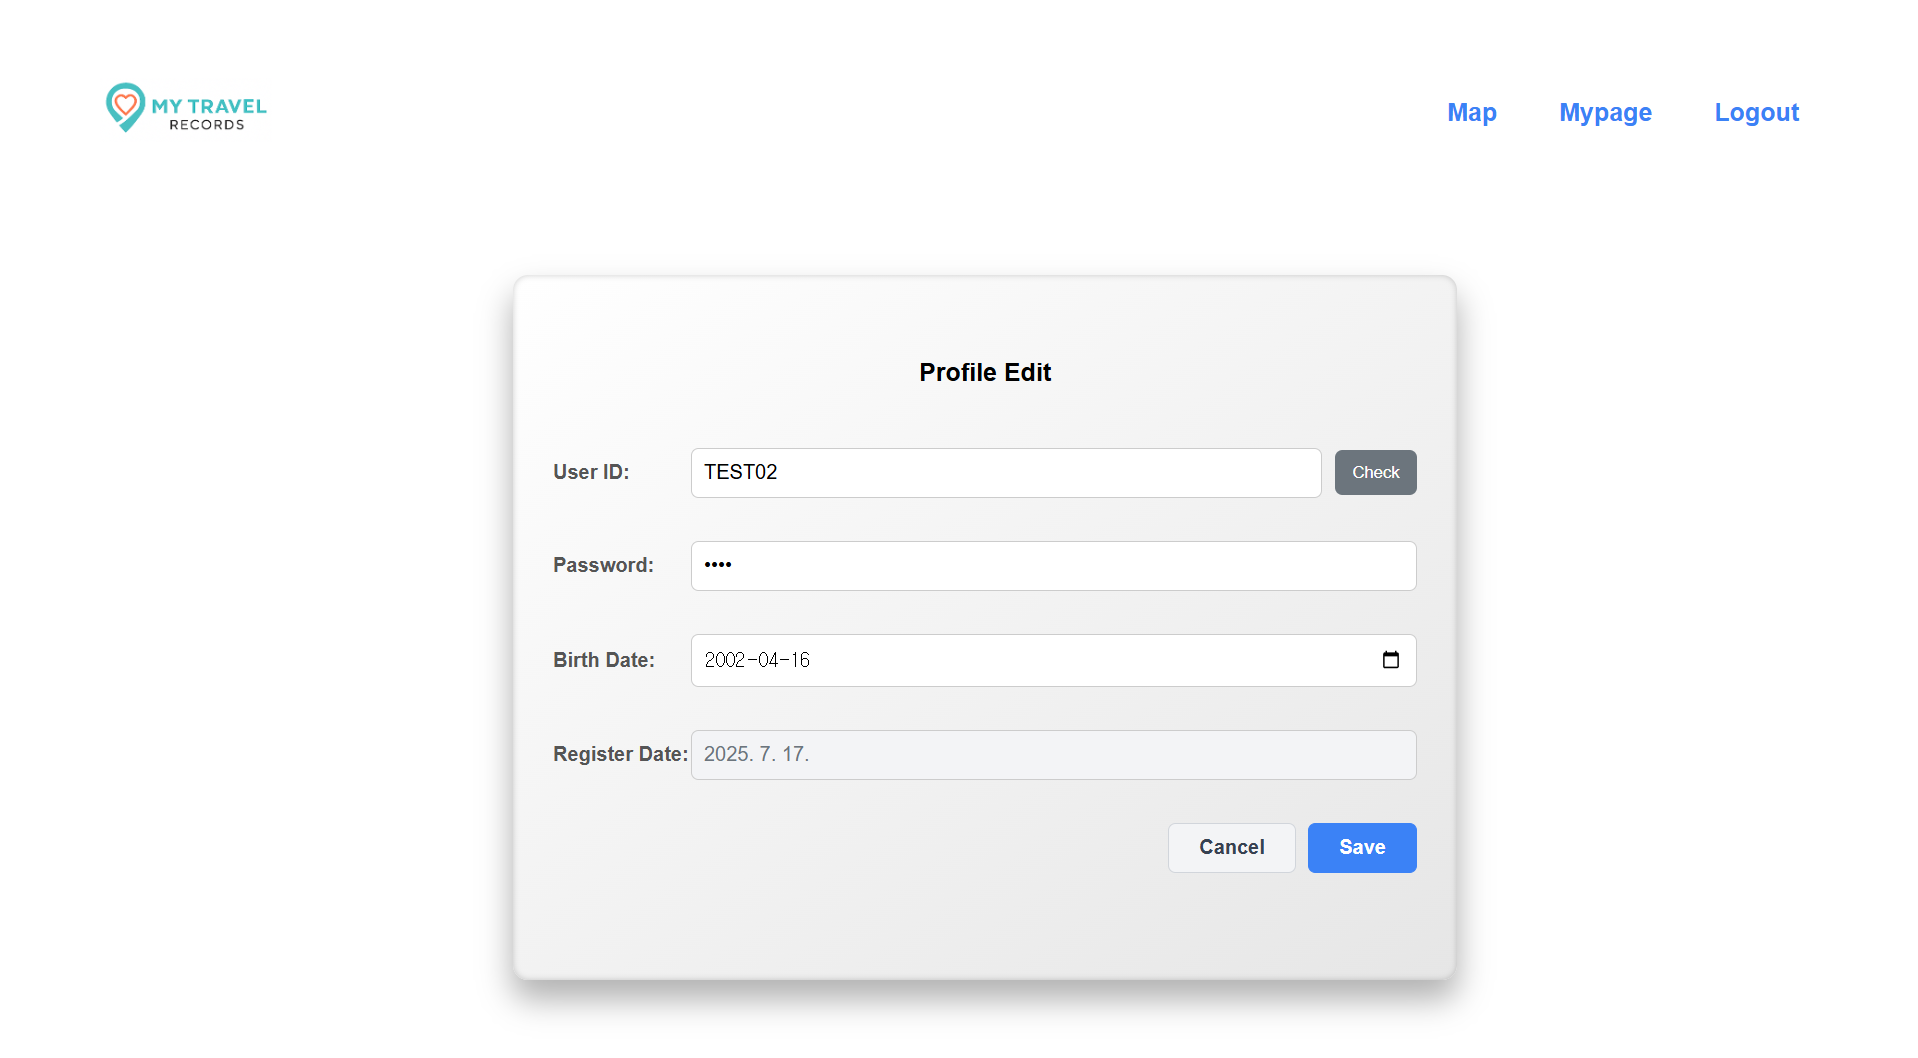 MY TRAVEL
RECORDS
Map Mypage Logout
Profile Edit
User ID: TEST02 Check
Password: ••••
Birth Date: 2002-04-16
Register Date: 2025. 7. 17.
Cancel Save